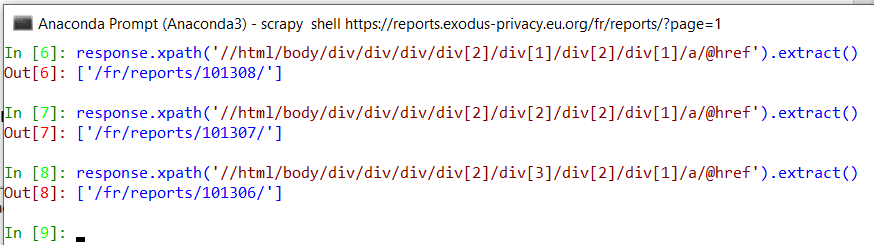 Anaconda Prompt (Anaconda3) - scrapy  shell https://reports.exodus-privacy.eu.org/fr/reports/?page=1
In [6]: response.xpath('//html/body/div/div/div/div[2]/div[1]/div[2]/div[1]/a/@href').extract()
Out[6]: ['/fr/reports/101308/']
In [7]: response.xpath('//html/body/div/div/div/div[2]/div[2]/div[2]/div[1]/a/@href').extract()
Out[7]: ['/fr/reports/101307/']
In [8]: response.xpath('//html/body/div/div/div/div[2]/div[3]/div[2]/div[1]/a/@href').extract()
Out[8]: ['/fr/reports/101306/']
In [9]: